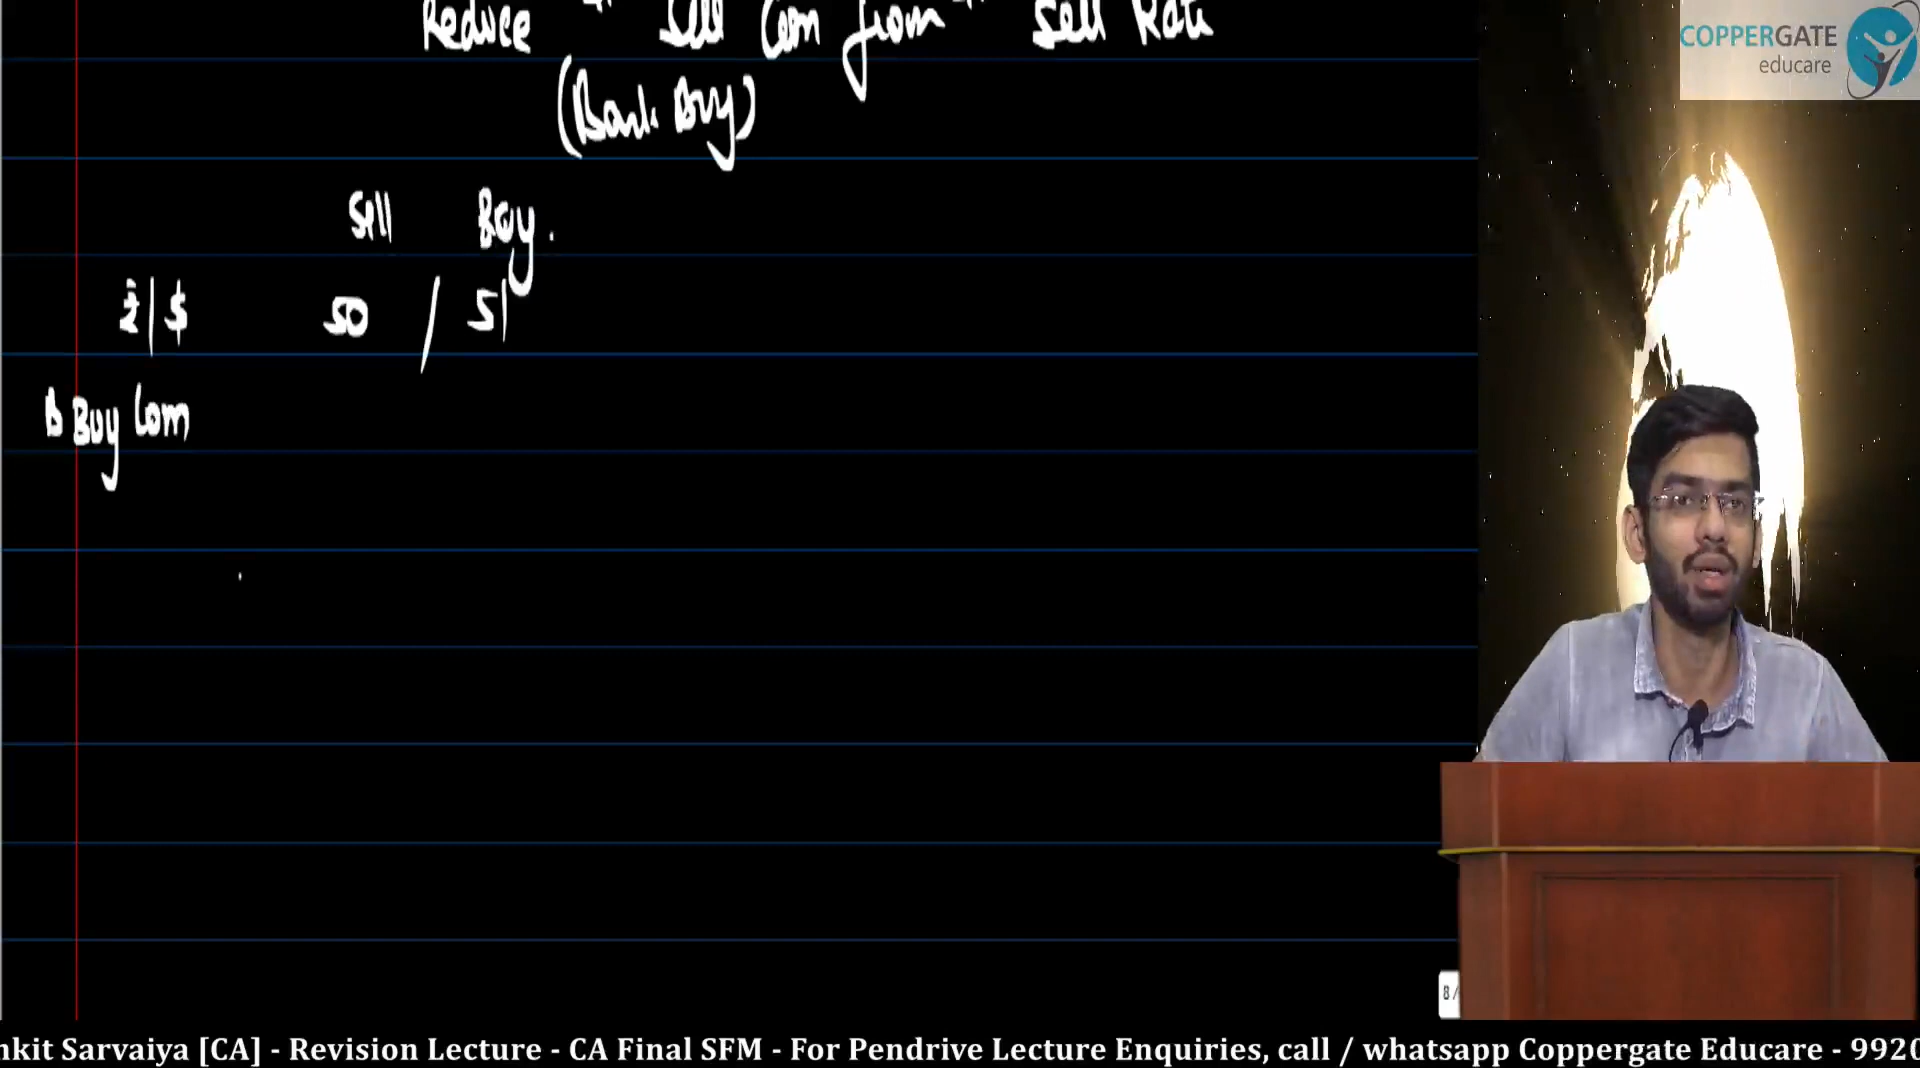 Reduce Sell Com from Sell Rate
(Bank Buy)
COPPERGATE
educare
Sell Buy.
₹|$ 50 / 51
Buy Com
8/
nkit Sarvaiya [CA] - Revision Lecture - CA Final SFM - For Pendrive Lecture Enquiries, call / whatsapp Coppergate Educare - 9920